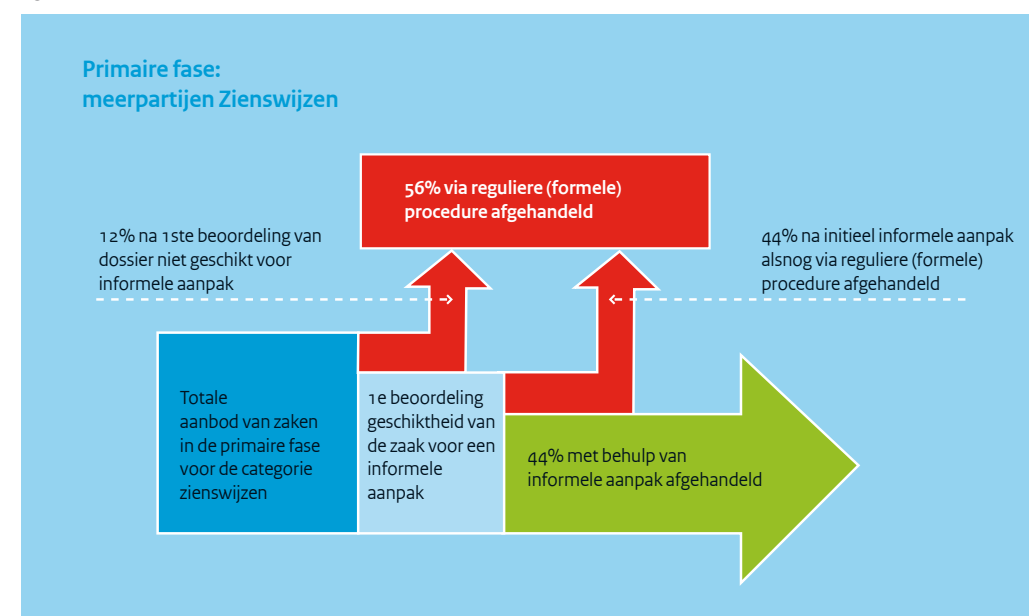 Primaire fase:
meerpartijen Zienswijzen
56% via reguliere (formele)
procedure afgehandeld
12% na 1ste beoordeling van
dossier niet geschikt voor
informele aanpak
44% na initieel informele aanpak
alsnog via reguliere (formele)
procedure afgehandeld
Totale
aanbod van zaken
in de primaire fase
voor de categorie
zienswijzen
1e beoordeling
geschiktheid van
de zaak voor een
informele
aanpak
44% met behulp van
informele aanpak afgehandeld